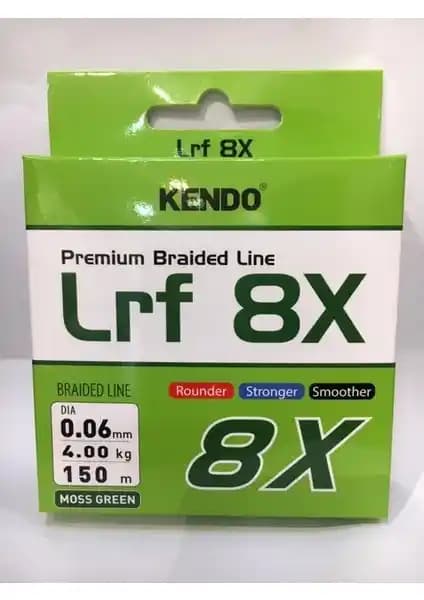 Lrf 8X
KENDO®
Premium Braided Line
Lrf 8X
BRAIDED LINE
Rounder Stronger Smoother
DIA
0.06mm
4.00 kg
150 m
MOSS GREEN
8X